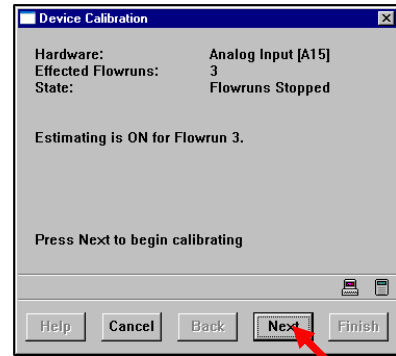 Device Calibration
Hardware: Analog Input [A15]
Effected Flowruns: 3
State: Flowruns Stopped
Estimating is ON for Flowrun 3.
Press Next to begin calibrating
Help Cancel Back Next Finish